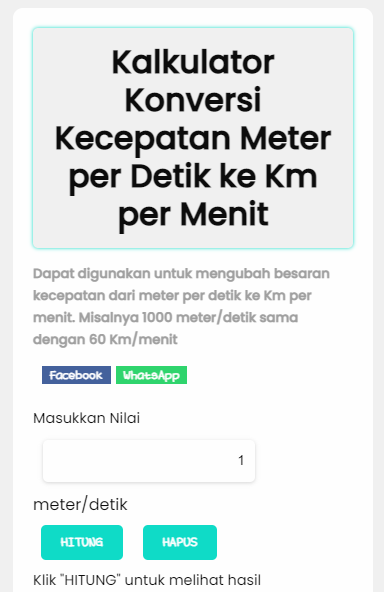 Kalkulator
Konversi
Kecepatan Meter
per Detik ke Km
per Menit
Dapat digunakan untuk mengubah besaran
kecepatan dari meter per detik ke Km per
menit. Misalnya 1000 meter/detik sama
dengan 60 Km/menit
Facebook WhatsApp
Masukkan Nilai
1
meter/detik
HITUNG HAPUS
Klik "HITUNG" untuk melihat hasil